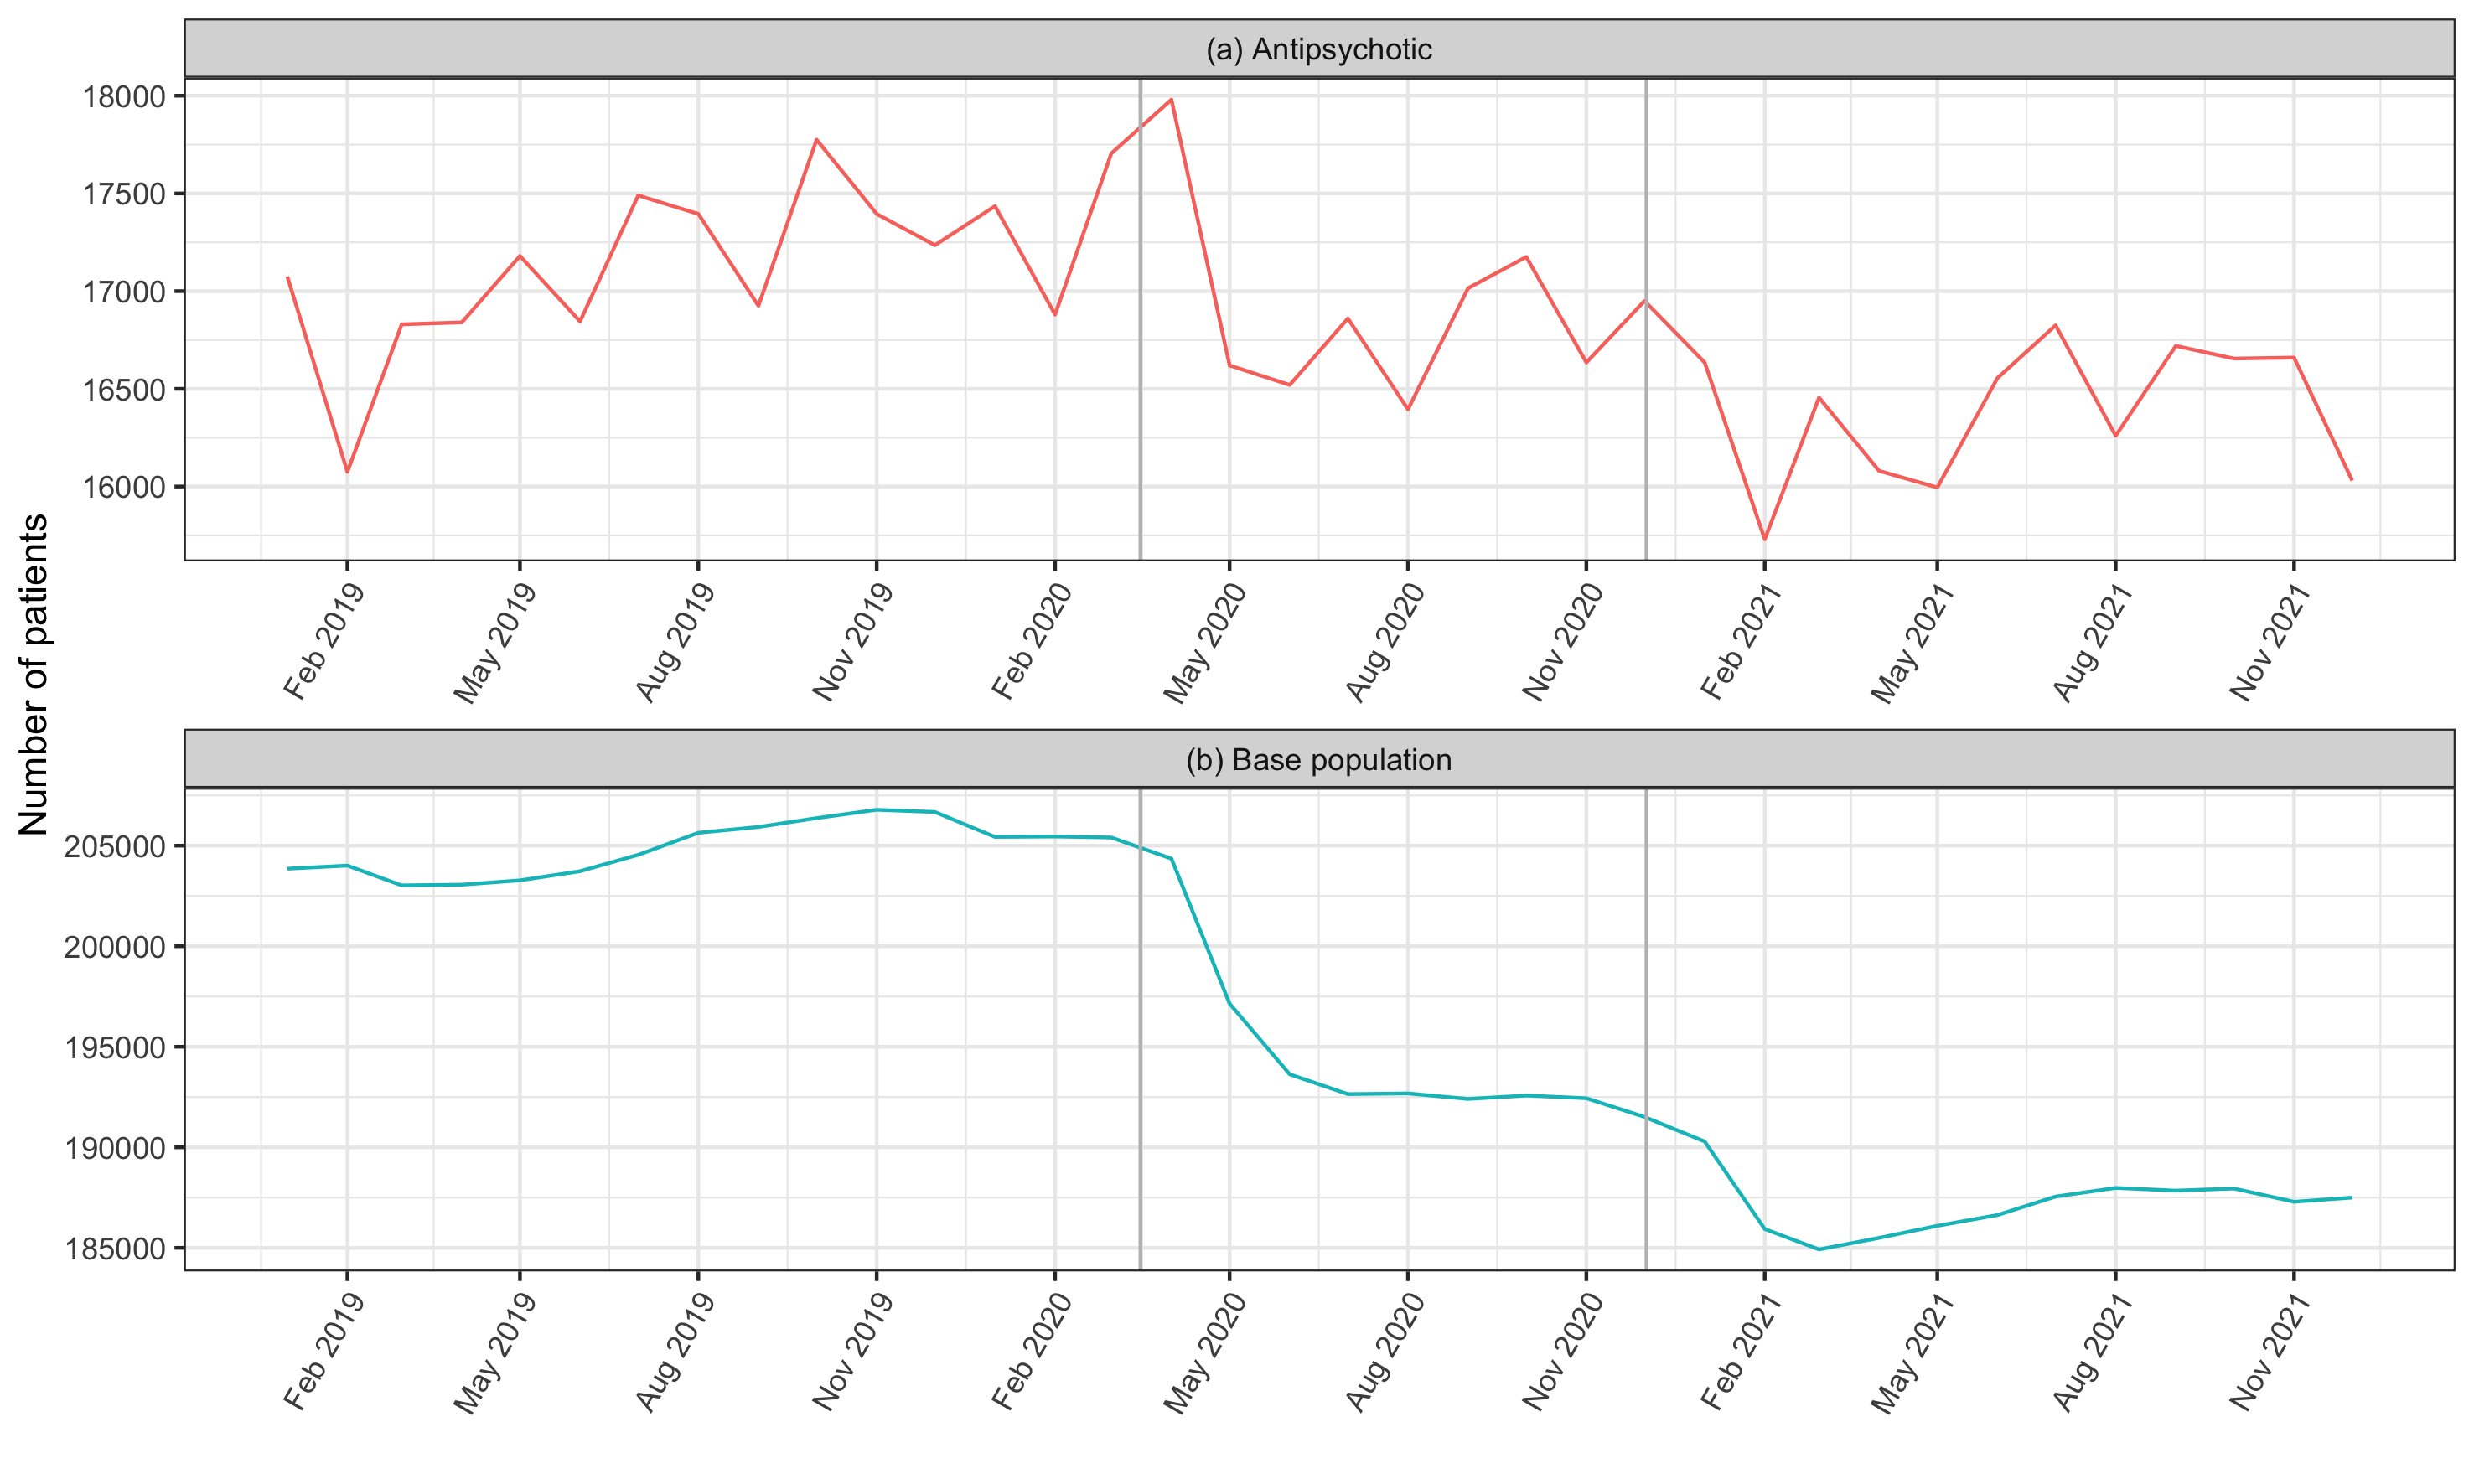 (a) Antipsychotic
18000
17500
17000
16500
16000
Feb 2019
May 2019
Aug 2019
Nov 2019
Feb 2020
May 2020
Aug 2020
Nov 2020
Feb 2021
May 2021
Aug 2021
Nov 2021
Number of patients
(b) Base population
205000
200000
195000
190000
185000
Feb 2019
May 2019
Aug 2019
Nov 2019
Feb 2020
May 2020
Aug 2020
Nov 2020
Feb 2021
May 2021
Aug 2021
Nov 2021